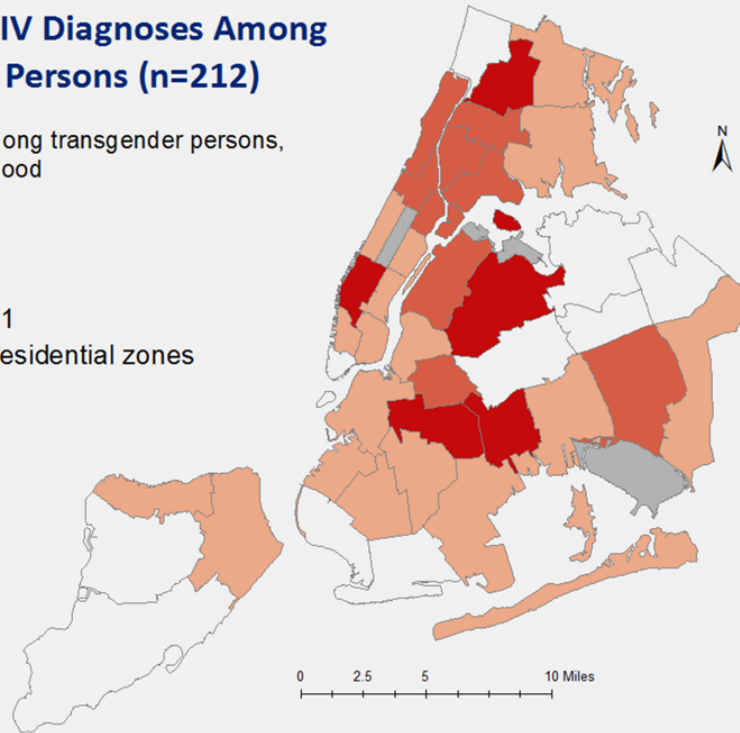 IV Diagnoses Among
Persons (n=212)
ong transgender persons,
ood
1
esidential zones
N
0 2.5 5 10 Miles